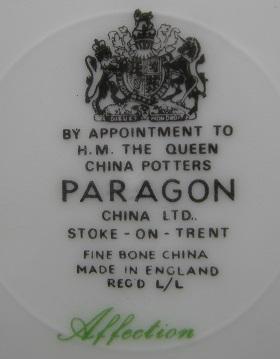 DIEU ET MON DROIT
BY APPOINTMENT TO
H.M. THE QUEEN
CHINA POTTERS
PARAGON
CHINA LTD..
STOKE-ON-TRENT
FINE BONE CHINA
MADE IN ENGLAND
REG'D L/L
Affection